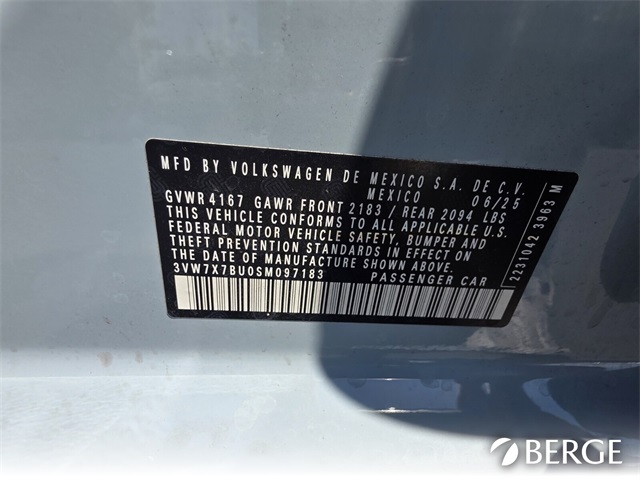 MFD BY VOLKSWAGEN DE MEXICO S.A. DE C.V.
MEXICO 06/25
GVWR 4167 GAWR FRONT 2183 / REAR 2094 LBS
THIS VEHICLE CONFORMS TO ALL APPLICABLE U.S.
FEDERAL MOTOR VEHICLE SAFETY, BUMPER AND
THEFT PREVENTION STANDARDS IN EFFECT ON
THE DATE OF MANUFACTURE SHOWN ABOVE.
3VW7X7BU0SM097183 PASSENGER CAR
2231042 3963 M
BERGE